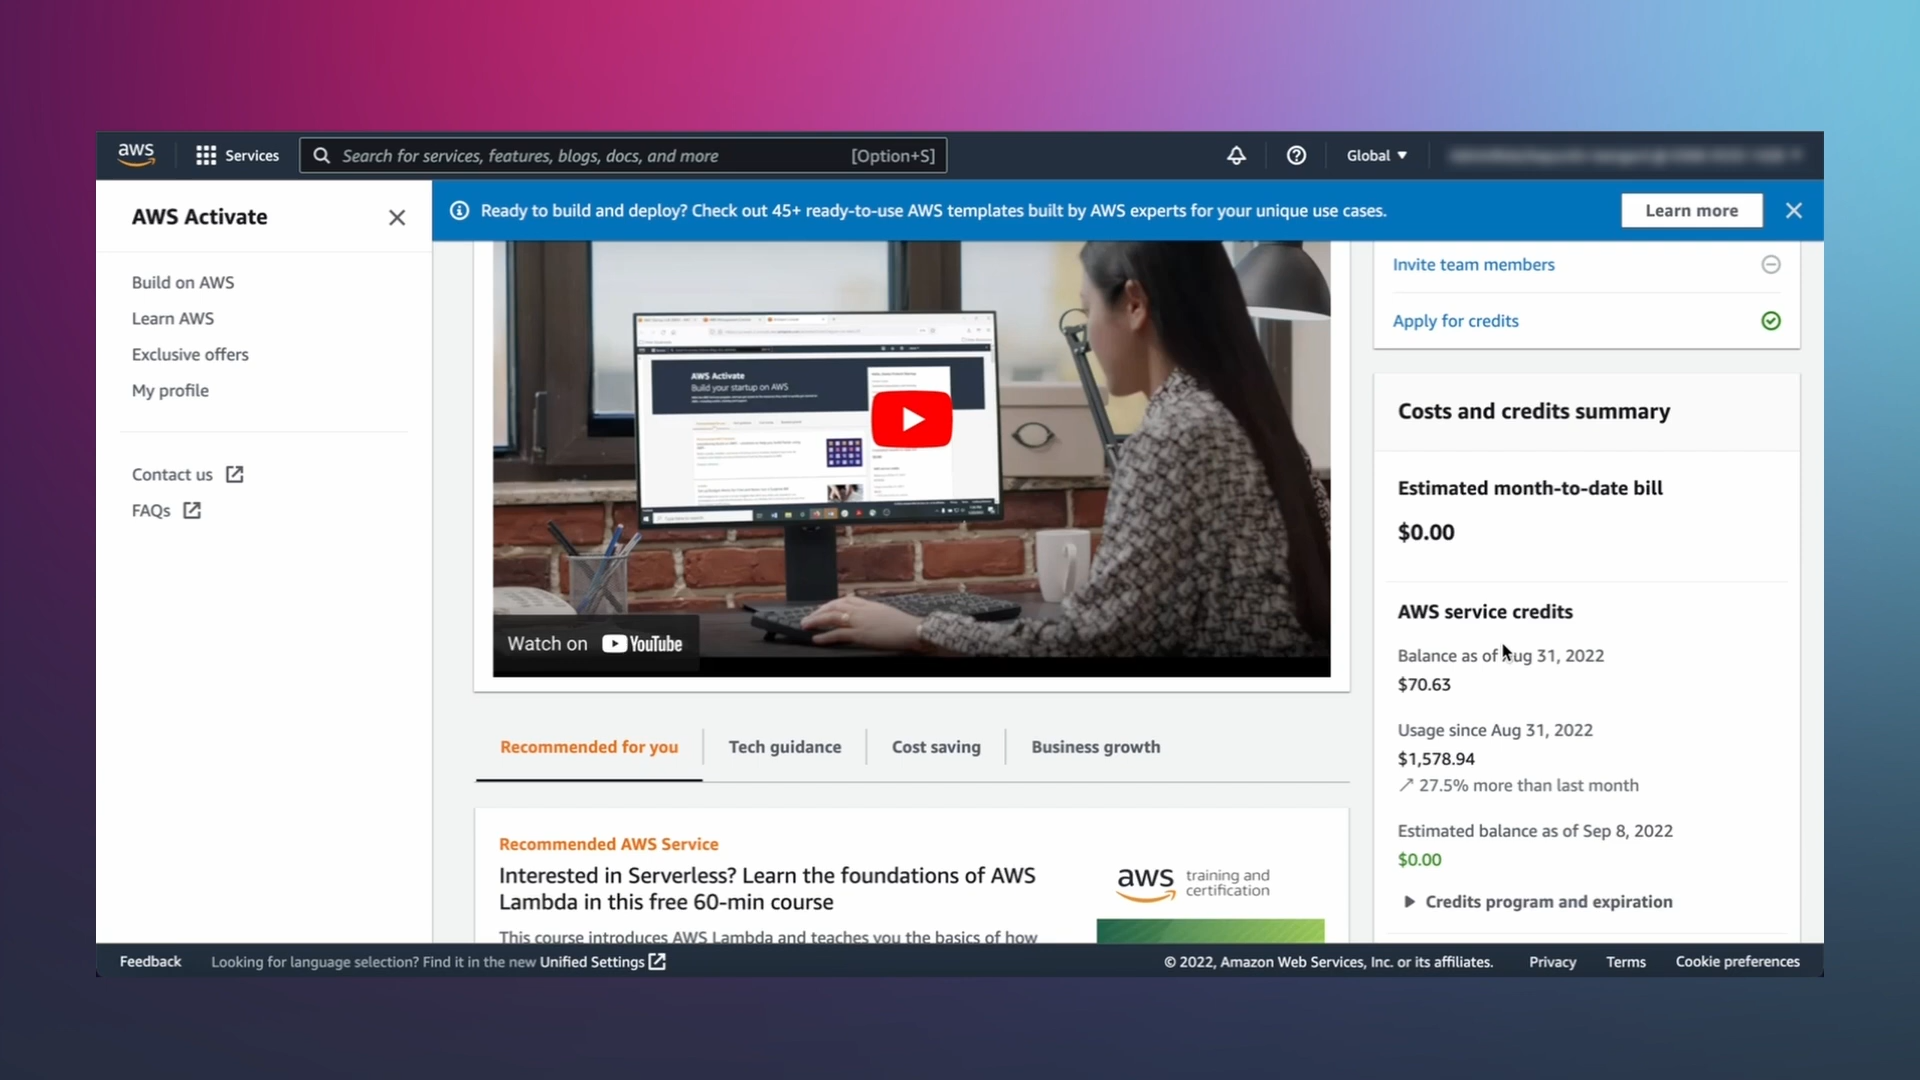 aws
Services
Search for services, features, blogs, docs, and more
[Option+S]
Global
AWS Activate
Build on AWS
Learn AWS
Exclusive offers
My profile
Contact us
FAQs
Ready to build and deploy? Check out 45+ ready-to-use AWS templates built by AWS experts for your unique use cases.
Learn more
AWS Activate
Build your startup on AWS
Watch on YouTube
Invite team members
Apply for credits
Costs and credits summary
Estimated month-to-date bill
$0.00
AWS service credits
Balance as of Aug 31, 2022
$70.63
Usage since Aug 31, 2022
$1,578.94
27.5% more than last month
Estimated balance as of Sep 8, 2022
$0.00
Credits program and expiration
Recommended for you
Tech guidance
Cost saving
Business growth
Recommended AWS Service
Interested in Serverless? Learn the foundations of AWS
Lambda in this free 60-min course
This course introduces AWS Lambda and teaches you the basics of how
aws training and
certification
Feedback
Looking for language selection? Find it in the new Unified Settings
© 2022, Amazon Web Services, Inc. or its affiliates.
Privacy
Terms
Cookie preferences